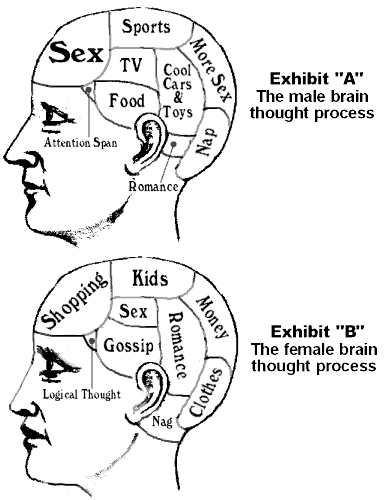 Sports
Sex
More Sex
TV
Cool
Cars
&
Toys
Food
Nap
Attention Span
Romance
Exhibit "A"
The male brain
thought process
Kids
Shopping
Money
Sex
Romance
Gossip
Clothes
Logical Thought
Nag
Exhibit "B"
The female brain
thought process